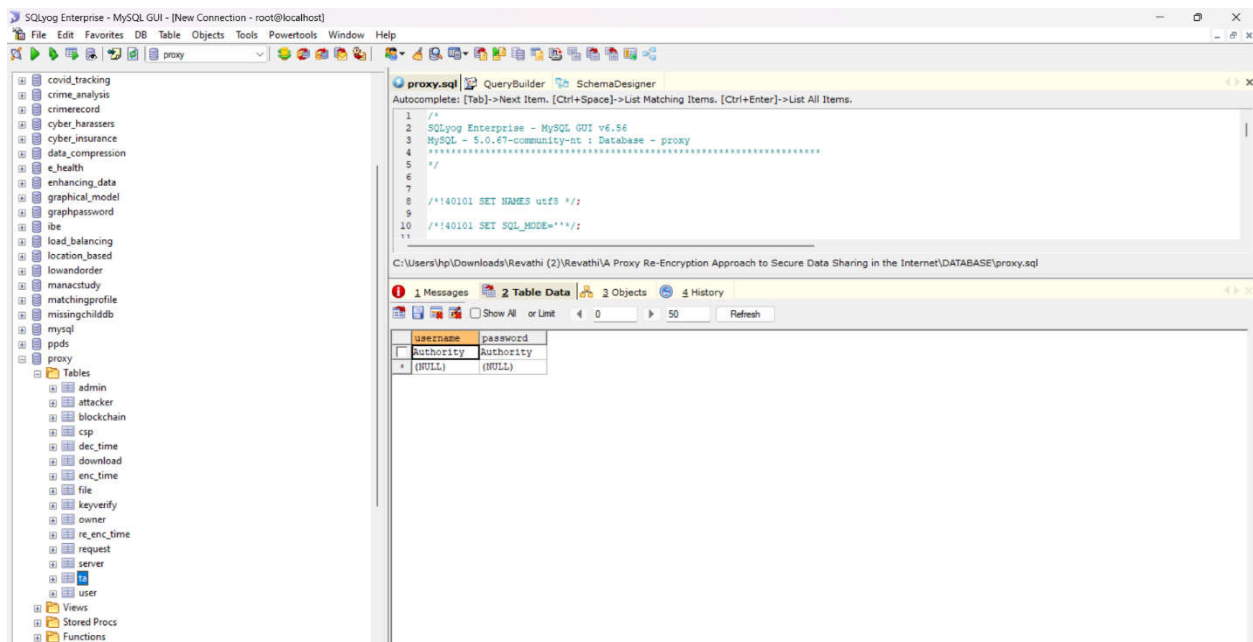 SQLyog Enterprise - MySQL GUI - [New Connection - root@localhost]
File Edit Favorites DB Table Objects Tools Powertools Window Help
proxy
covid_tracking
crime_analysis
crimerecord
cyber_harassers
cyber_insurance
data_compression
e_health
enhancing_data
graphical_model
graphpassword
ibe
load_balancing
location_based
lowandorder
manacstudy
matchingprofile
missingchilddb
mysql
ppds
proxy
Tables
admin
attacker
blockchain
csp
dec_time
download
enc_time
file
keyverify
owner
re_enc_time
request
server
ta
user
Views
Stored Procs
Functions
proxy.sql QueryBuilder SchemaDesigner
Autocomplete: [Tab]->Next Item. [Ctrl+Space]->List Matching Items. [Ctrl+Enter]->List All Items.
1 /*
2 SQLyog Enterprise - MySQL GUI v6.56
3 MySQL - 5.0.67-community-nt : Database - proxy
4 *********************************************************************
5 */
6
7
8 /*!40101 SET NAMES utf8 */;
9
10 /*!40101 SET SQL_MODE=''*/;
11
C:\Users\hp\Downloads\Revathi (2)\Revathi\A Proxy Re-Encryption Approach to Secure Data Sharing in the Internet\DATABASE\proxy.sql
1 Messages 2 Table Data 3 Objects 4 History
Show All or Limit 0 50 Refresh
username password
Authority Authority
* (NULL) (NULL)